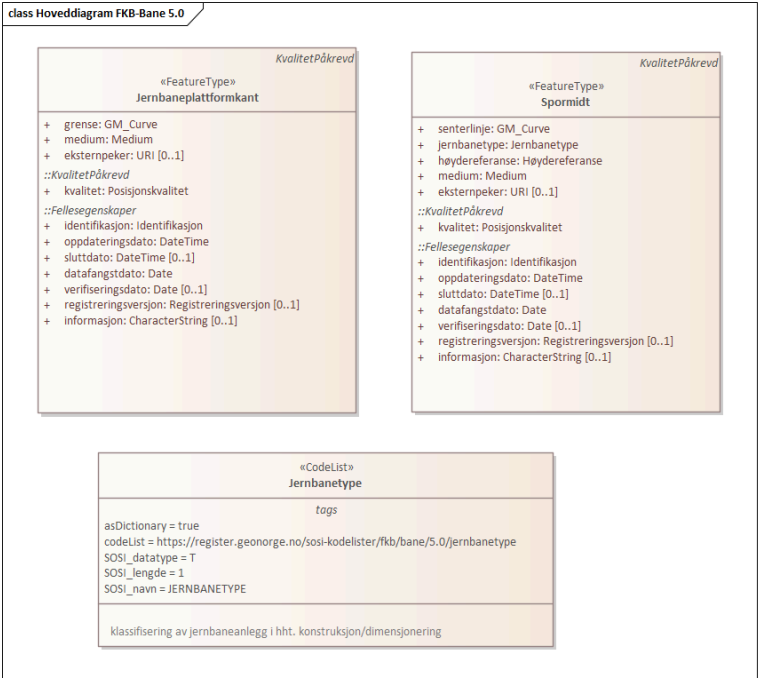 class Hoveddiagram FKB-Bane 5.0
KvalitetPåkrevd
«FeatureType»
Jernbaneplattformkant
+ grense: GM_Curve
+ medium: Medium
+ eksternpeker: URI [0..1]
::KvalitetPåkrevd
+ kvalitet: Posisjonskvalitet
::Fellesegenskaper
+ identifikasjon: Identifikasjon
+ oppdateringsdato: DateTime
+ sluttdato: DateTime [0..1]
+ datafangstdato: Date
+ verifiseringsdato: Date [0..1]
+ registreringsversjon: Registreringsversjon [0..1]
+ informasjon: CharacterString [0..1]
KvalitetPåkrevd
«FeatureType»
Spormidt
+ senterlinje: GM_Curve
+ jernbanetype: Jernbanetype
+ høydereferanse: Høydereferanse
+ medium: Medium
+ eksternpeker: URI [0..1]
::KvalitetPåkrevd
+ kvalitet: Posisjonskvalitet
::Fellesegenskaper
+ identifikasjon: Identifikasjon
+ oppdateringsdato: DateTime
+ sluttdato: DateTime [0..1]
+ datafangstdato: Date
+ verifiseringsdato: Date [0..1]
+ registreringsversjon: Registreringsversjon [0..1]
+ informasjon: CharacterString [0..1]
«CodeList»
Jernbanetype
tags
asDictionary = true
codeList = https://register.geonorge.no/sosi-kodelister/fkb/bane/5.0/jernbanetype
SOSI_datatype = T
SOSI_lengde = 1
SOSI_navn = JERNBANETYPE
klassifisering av jernbaneanlegg i hht. konstruksjon/dimensjonering